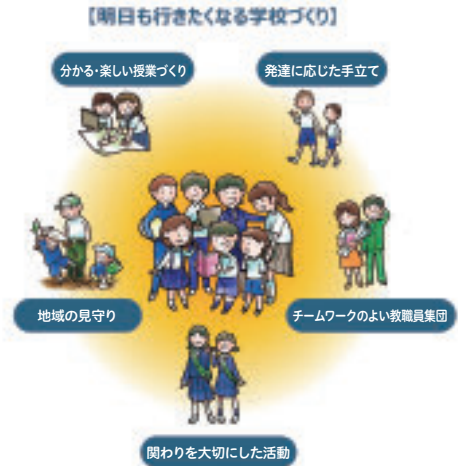 【明日も行きたくなる学校づくり】
分かる・楽しい授業づくり
発達に応じた手立て
地域の見守り
チームワークのよい教職員集団
関わりを大切にした活動